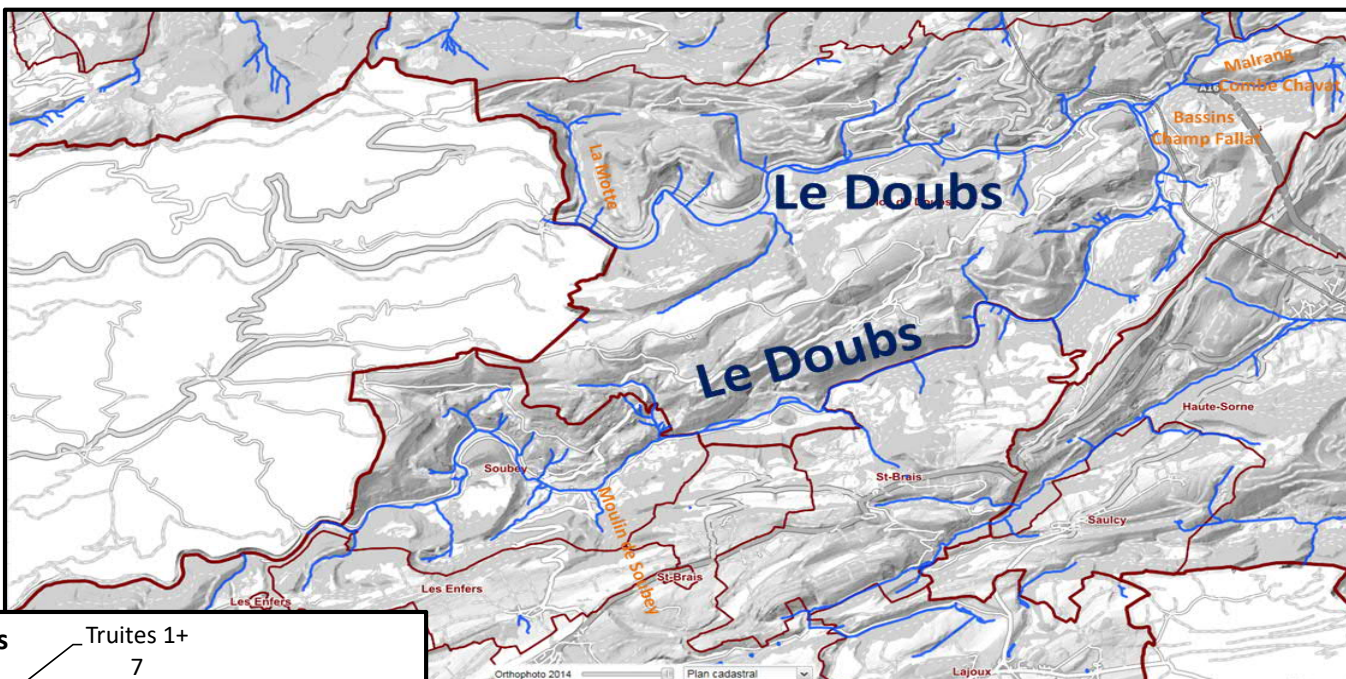 Malrang
Combe Chavat
A16
Bassins
Champ Fallat
La Motte
Le Doubs
Le Doubs
Haute-Sorne
Soubey
St-Brais
Moulin de Soubey
Saulcy
St-Brais
Les Enfers
Les Enfers
Truites 1+
7
Orthophoto 2014
Plan cadastral
Lajoux